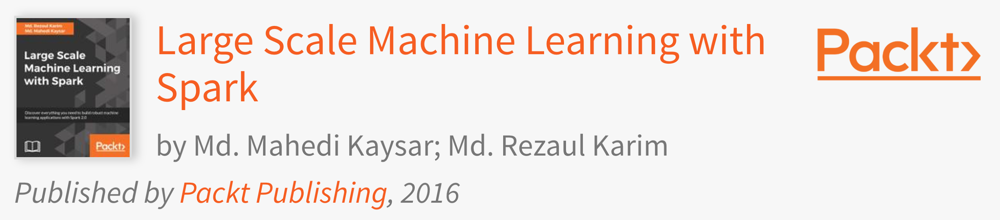 Md. Rezaul Karim
Md. Mahedi Kaysar
Large Scale
Machine Learning
with Spark
Discover everything you need to build robust machine
learning applications with Spark 2.0
Packt>
Large Scale Machine Learning with
Spark
by Md. Mahedi Kaysar; Md. Rezaul Karim
Published by Packt Publishing, 2016
Packt>